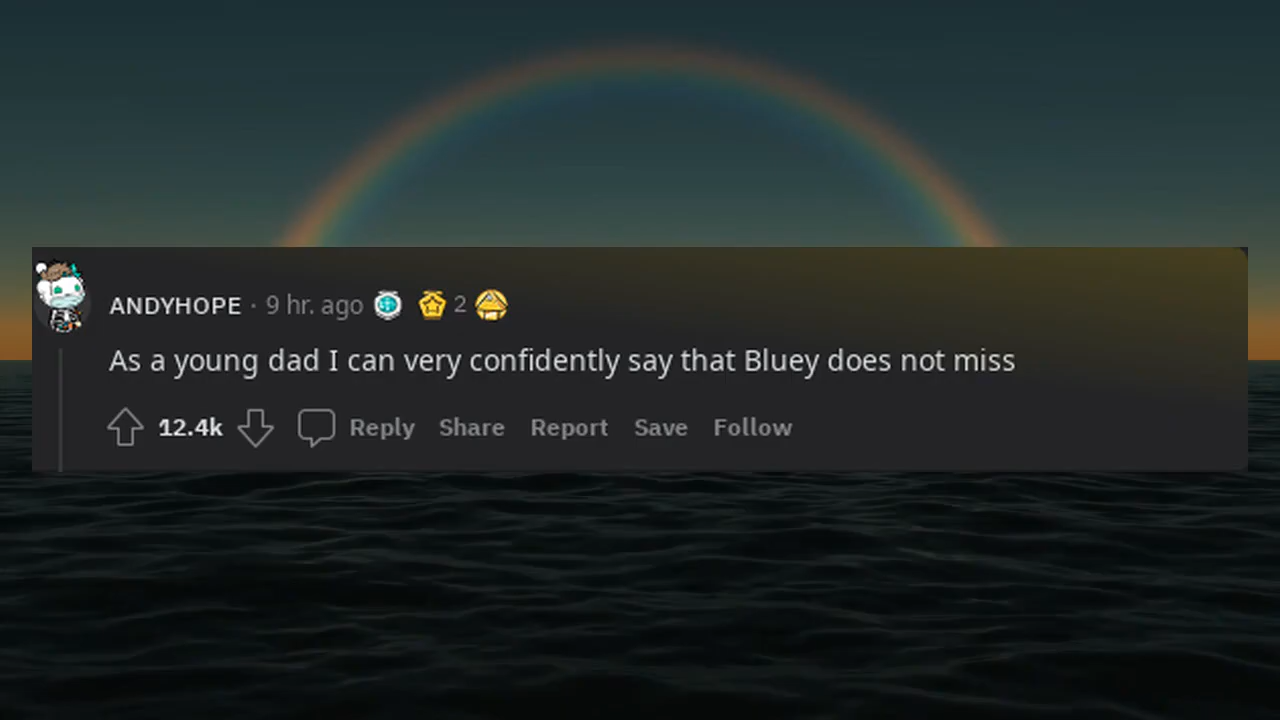 ANDYHOPE · 9 hr. ago 2
As a young dad I can very confidently say that Bluey does not miss
12.4k Reply Share Report Save Follow